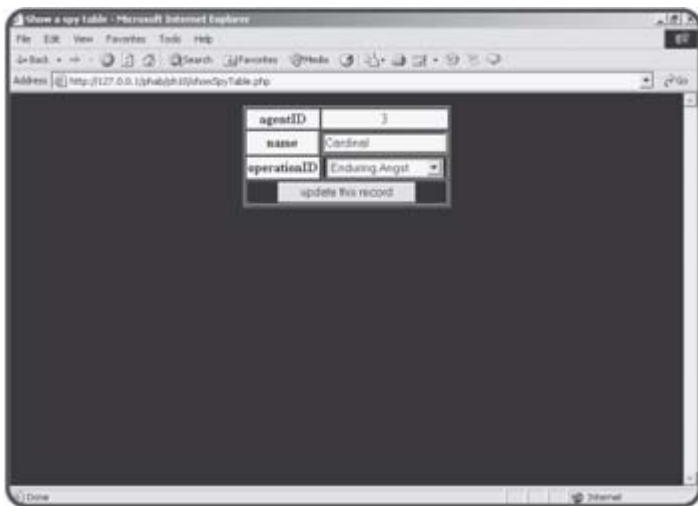 Show a spy table - Microsoft Internet Explorer
File Edit View Favorites Tools Help
Back Search Favorites Media
Address http://127.0.0.1/phab/ph10/showSpyTable.php Go
agentID 3
name Cardinal
operationID Enduring Angst
update this record
Done Internet